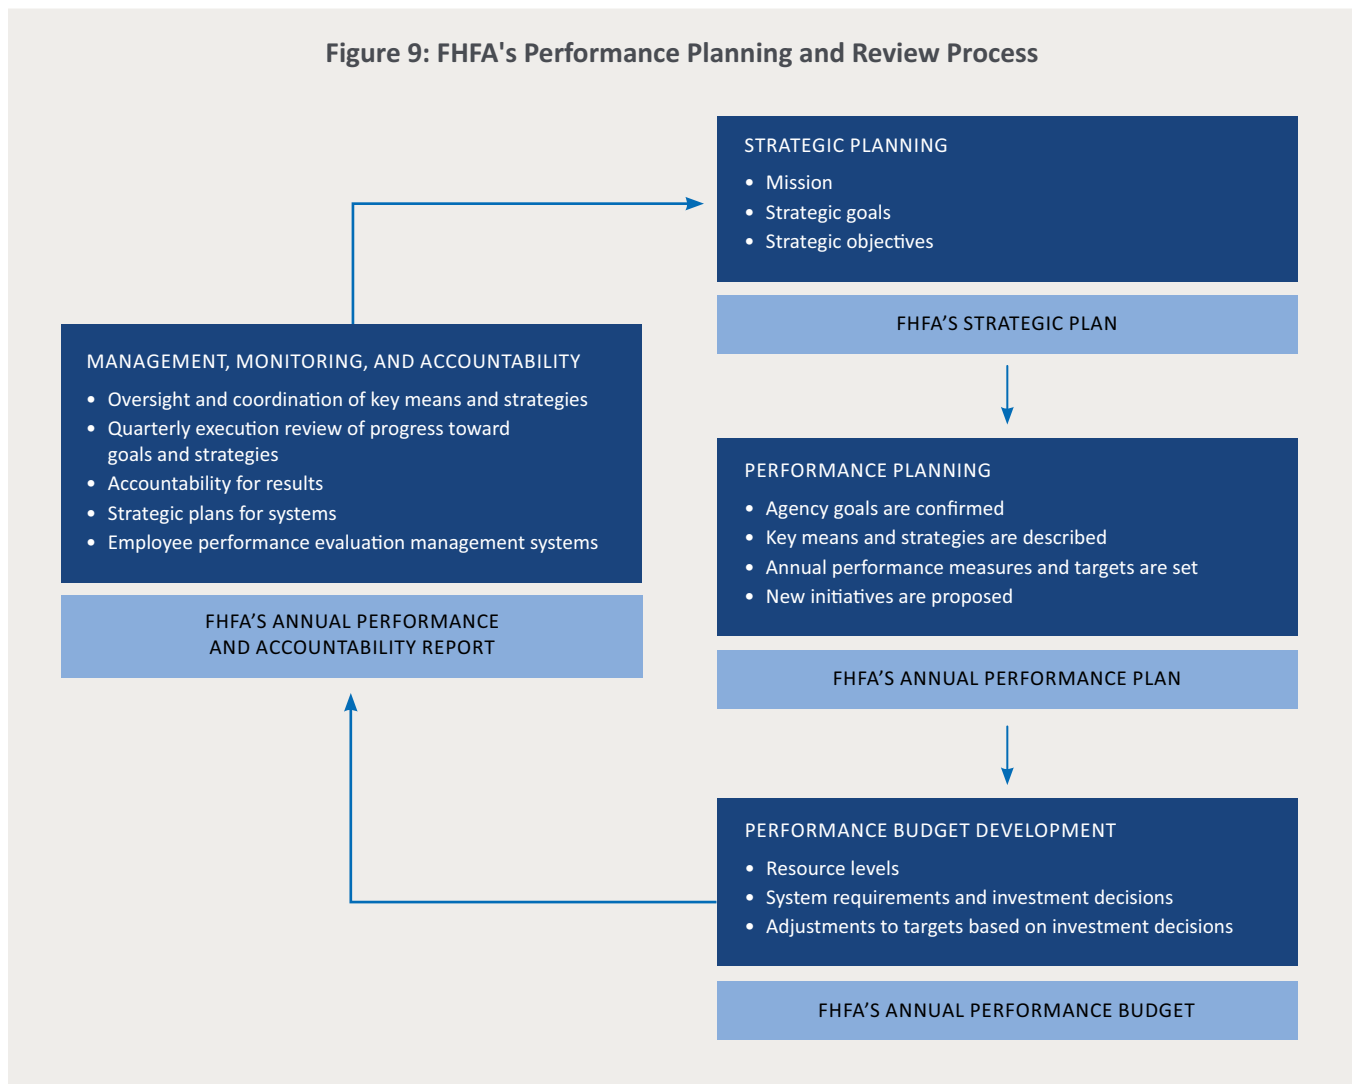 Figure 9: FHFA's Performance Planning and Review Process
STRATEGIC PLANNING
• Mission
• Strategic goals
• Strategic objectives
FHFA’S STRATEGIC PLAN
MANAGEMENT, MONITORING, AND ACCOUNTABILITY
• Oversight and coordination of key means and strategies
• Quarterly execution review of progress toward
goals and strategies
• Accountability for results
• Strategic plans for systems
• Employee performance evaluation management systems
FHFA’S ANNUAL PERFORMANCE
AND ACCOUNTABILITY REPORT
PERFORMANCE PLANNING
• Agency goals are confirmed
• Key means and strategies are described
• Annual performance measures and targets are set
• New initiatives are proposed
FHFA’S ANNUAL PERFORMANCE PLAN
PERFORMANCE BUDGET DEVELOPMENT
• Resource levels
• System requirements and investment decisions
• Adjustments to targets based on investment decisions
FHFA’S ANNUAL PERFORMANCE BUDGET